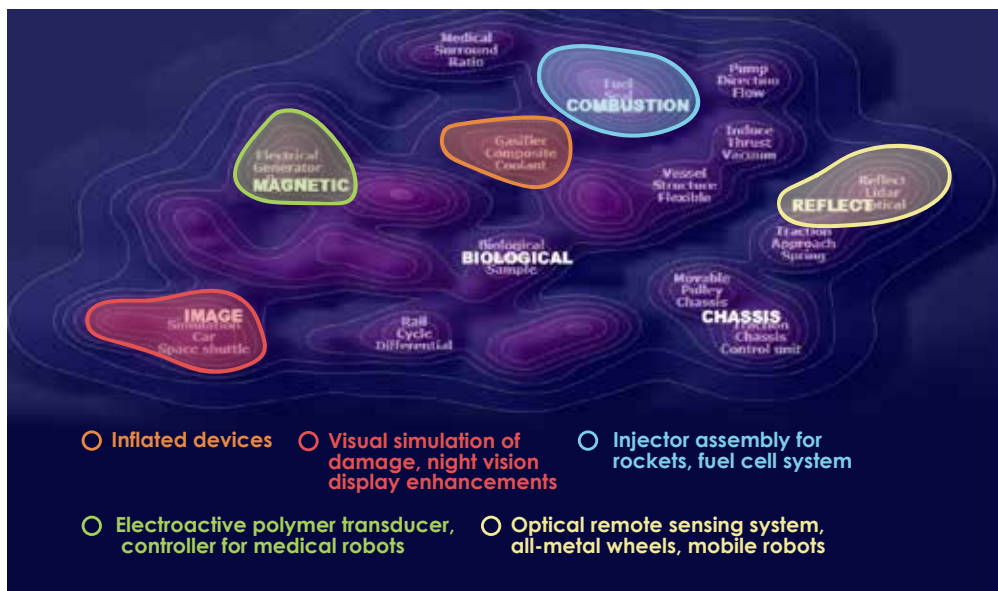 Medical
Surround
Ratio
Fuel
COMBUSTION
Pump
Direction
Flow
Gasifier
Composite
Coolant
Induce
Thrust
Vacuum
Electrical
Generator
MAGNETIC
Vessel
Structure
Flexible
Reflect
Lidar
REFLECT
Traction
Approach
Spring
Biological
BIOLOGICAL
Sample
Movable
Pulley
Chassis
CHASSIS
Traction
Chassis
Control unit
IMAGE
Simulation
Car
Space shuttle
Rail
Cycle
Differential
Inflated devices
Visual simulation of
damage, night vision
display enhancements
Injector assembly for
rockets, fuel cell system
Electroactive polymer transducer,
controller for medical robots
Optical remote sensing system,
all-metal wheels, mobile robots